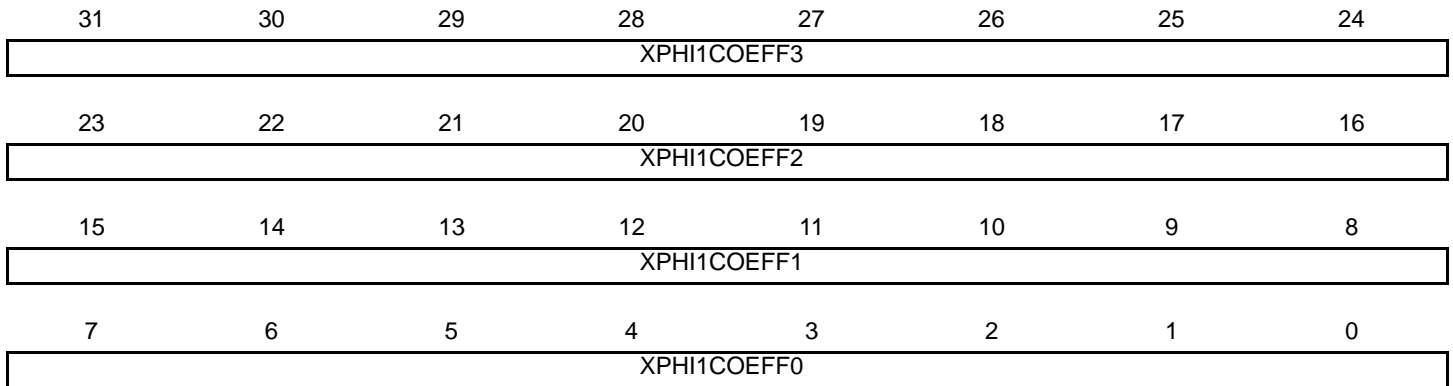 31 30 29 28 27 26 25 24
XPHI1COEFF3
23 22 21 20 19 18 17 16
XPHI1COEFF2
15 14 13 12 11 10 9 8
XPHI1COEFF1
7 6 5 4 3 2 1 0
XPHI1COEFF0